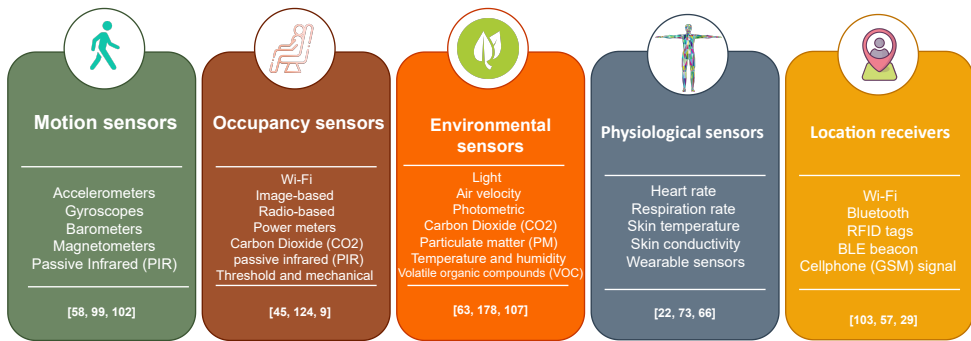 Motion sensors
Accelerometers
Gyroscopes
Barometers
Magnetometers
Passive Infrared (PIR)
[58, 99, 102]
Occupancy sensors
Wi-Fi
Image-based
Radio-based
Power meters
Carbon Dioxide (CO2)
passive infrared (PIR)
Threshold and mechanical
[45, 124, 9]
Environmental
sensors
Light
Air velocity
Photometric
Carbon Dioxide (CO2)
Particulate matter (PM)
Temperature and humidity
Volatile organic compounds (VOC)
[63, 178, 107]
Physiological sensors
Heart rate
Respiration rate
Skin temperature
Skin conductivity
Wearable sensors
[22, 73, 66]
Location receivers
Wi-Fi
Bluetooth
RFID tags
BLE beacon
Cellphone (GSM) signal
[103, 57, 29]